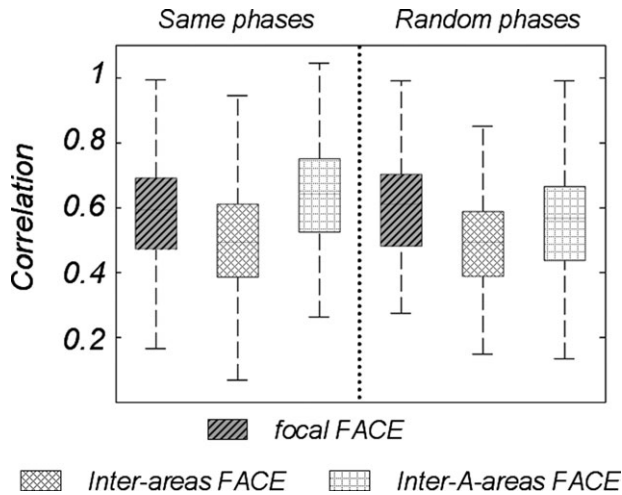 Same phases Random phases
Correlation
1
0.8
0.6
0.4
0.2
focal FACE
Inter-areas FACE Inter-A-areas FACE